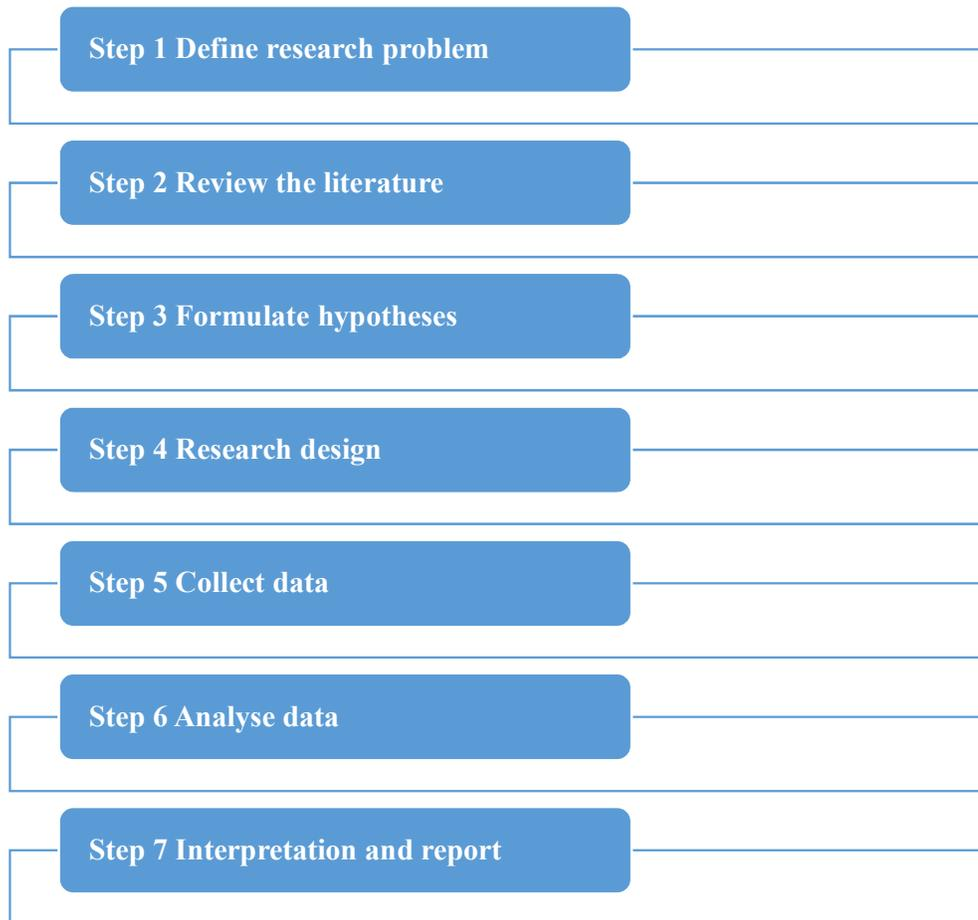 Step 1 Define research problem
Step 2 Review the literature
Step 3 Formulate hypotheses
Step 4 Research design
Step 5 Collect data
Step 6 Analyse data
Step 7 Interpretation and report